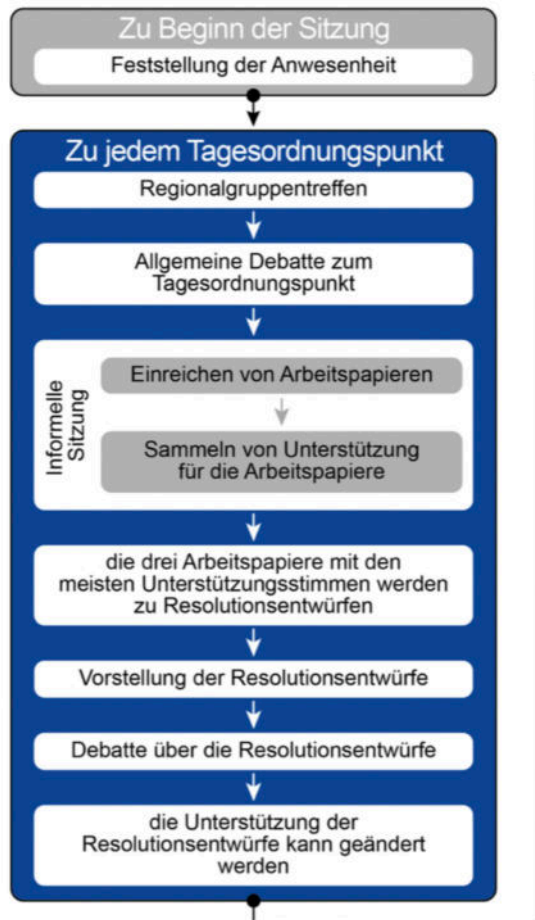 Zu Beginn der Sitzung
Feststellung der Anwesenheit
Zu jedem Tagesordnungspunkt
Regionalgruppentreffen
Allgemeine Debatte zum
Tagesordnungspunkt
Informelle
Sitzung
Einreichen von Arbeitspapieren
Sammeln von Unterstützung
für die Arbeitspapiere
die drei Arbeitspapiere mit den
meisten Unterstützungsstimmen werden
zu Resolutionsentwürfen
Vorstellung der Resolutionsentwürfe
Debatte über die Resolutionsentwürfe
die Unterstützung der
Resolutionsentwürfe kann geändert
werden